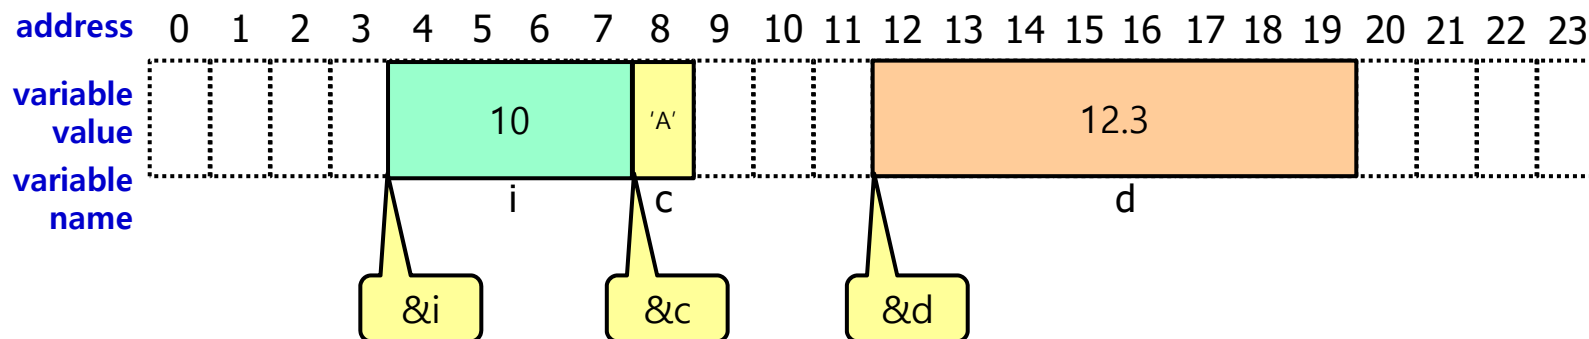 address 0 1 2 3 4 5 6 7 8 9 10 11 12 13 14 15 16 17 18 19 20 21 22 23
variable
value
10 'A' 12.3
variable
name
i c d
&i &c &d